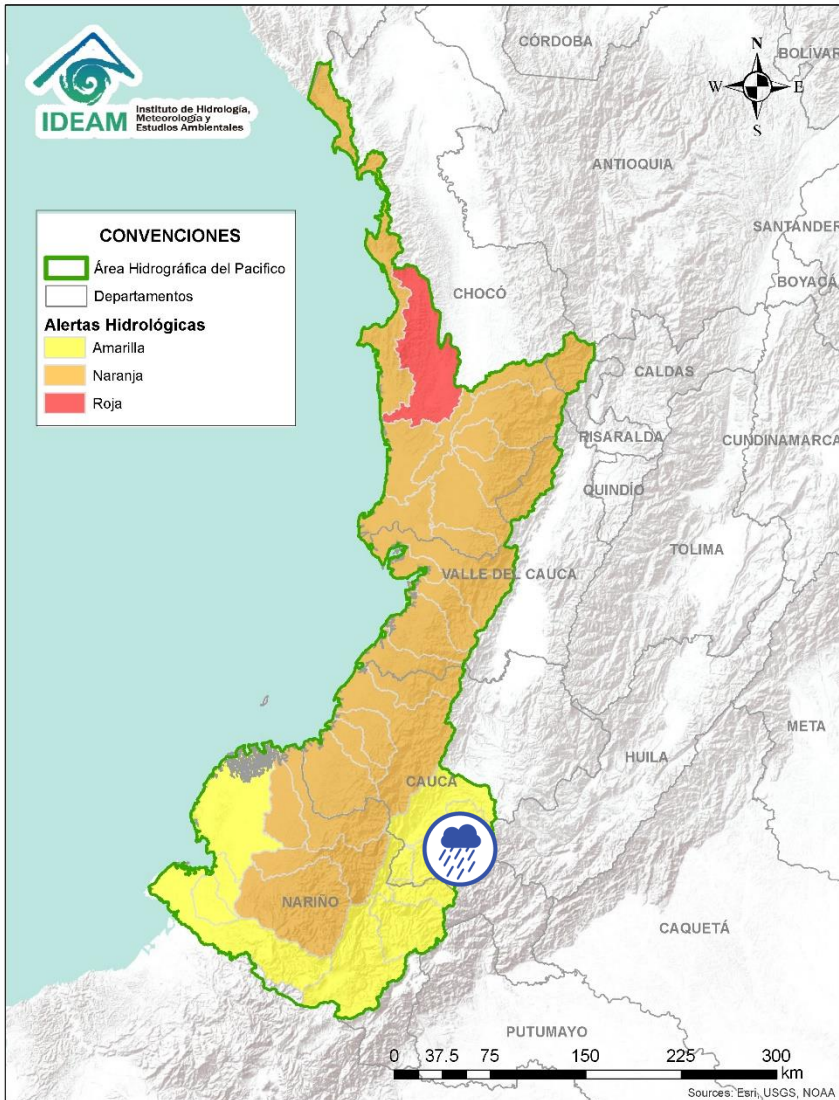 CÓRDOBA
BOLÍVAR
N
W E
S
IDEAM
Instituto de Hidrología,
Meteorología y
Estudios Ambientales
ANTIOQUIA
SANTANDER
CONVENCIONES
Área Hidrográfica del Pacifico
Departamentos
Alertas Hidrológicas
Amarilla
Naranja
Roja
BOYACÁ
CHOCÓ
CALDAS
RISARALDA
CUNDINAMARCA
QUINDÍO
TOLIMA
VALLE DEL CAUCA
META
HUILA
CAUCA
NARIÑO
CAQUETÁ
PUTUMAYO
0 37.5 75 150 225 300
km
Sources: Esri, USGS, NOAA